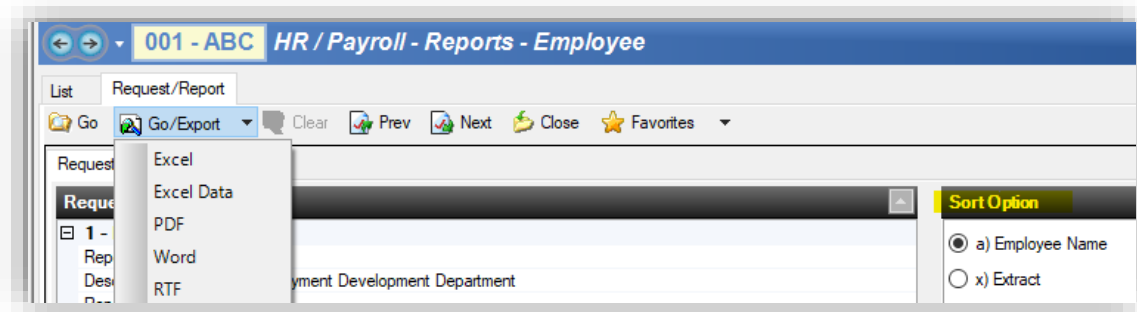 001 - ABC HR / Payroll - Reports - Employee
List Request/Report
Go Go/Export Clear Prev Next Close Favorites
Request
Excel
Excel Data
PDF
Word
RTF
Reque
1 -
Rep
Des yment Development Department
Sort Option
a) Employee Name
x) Extract